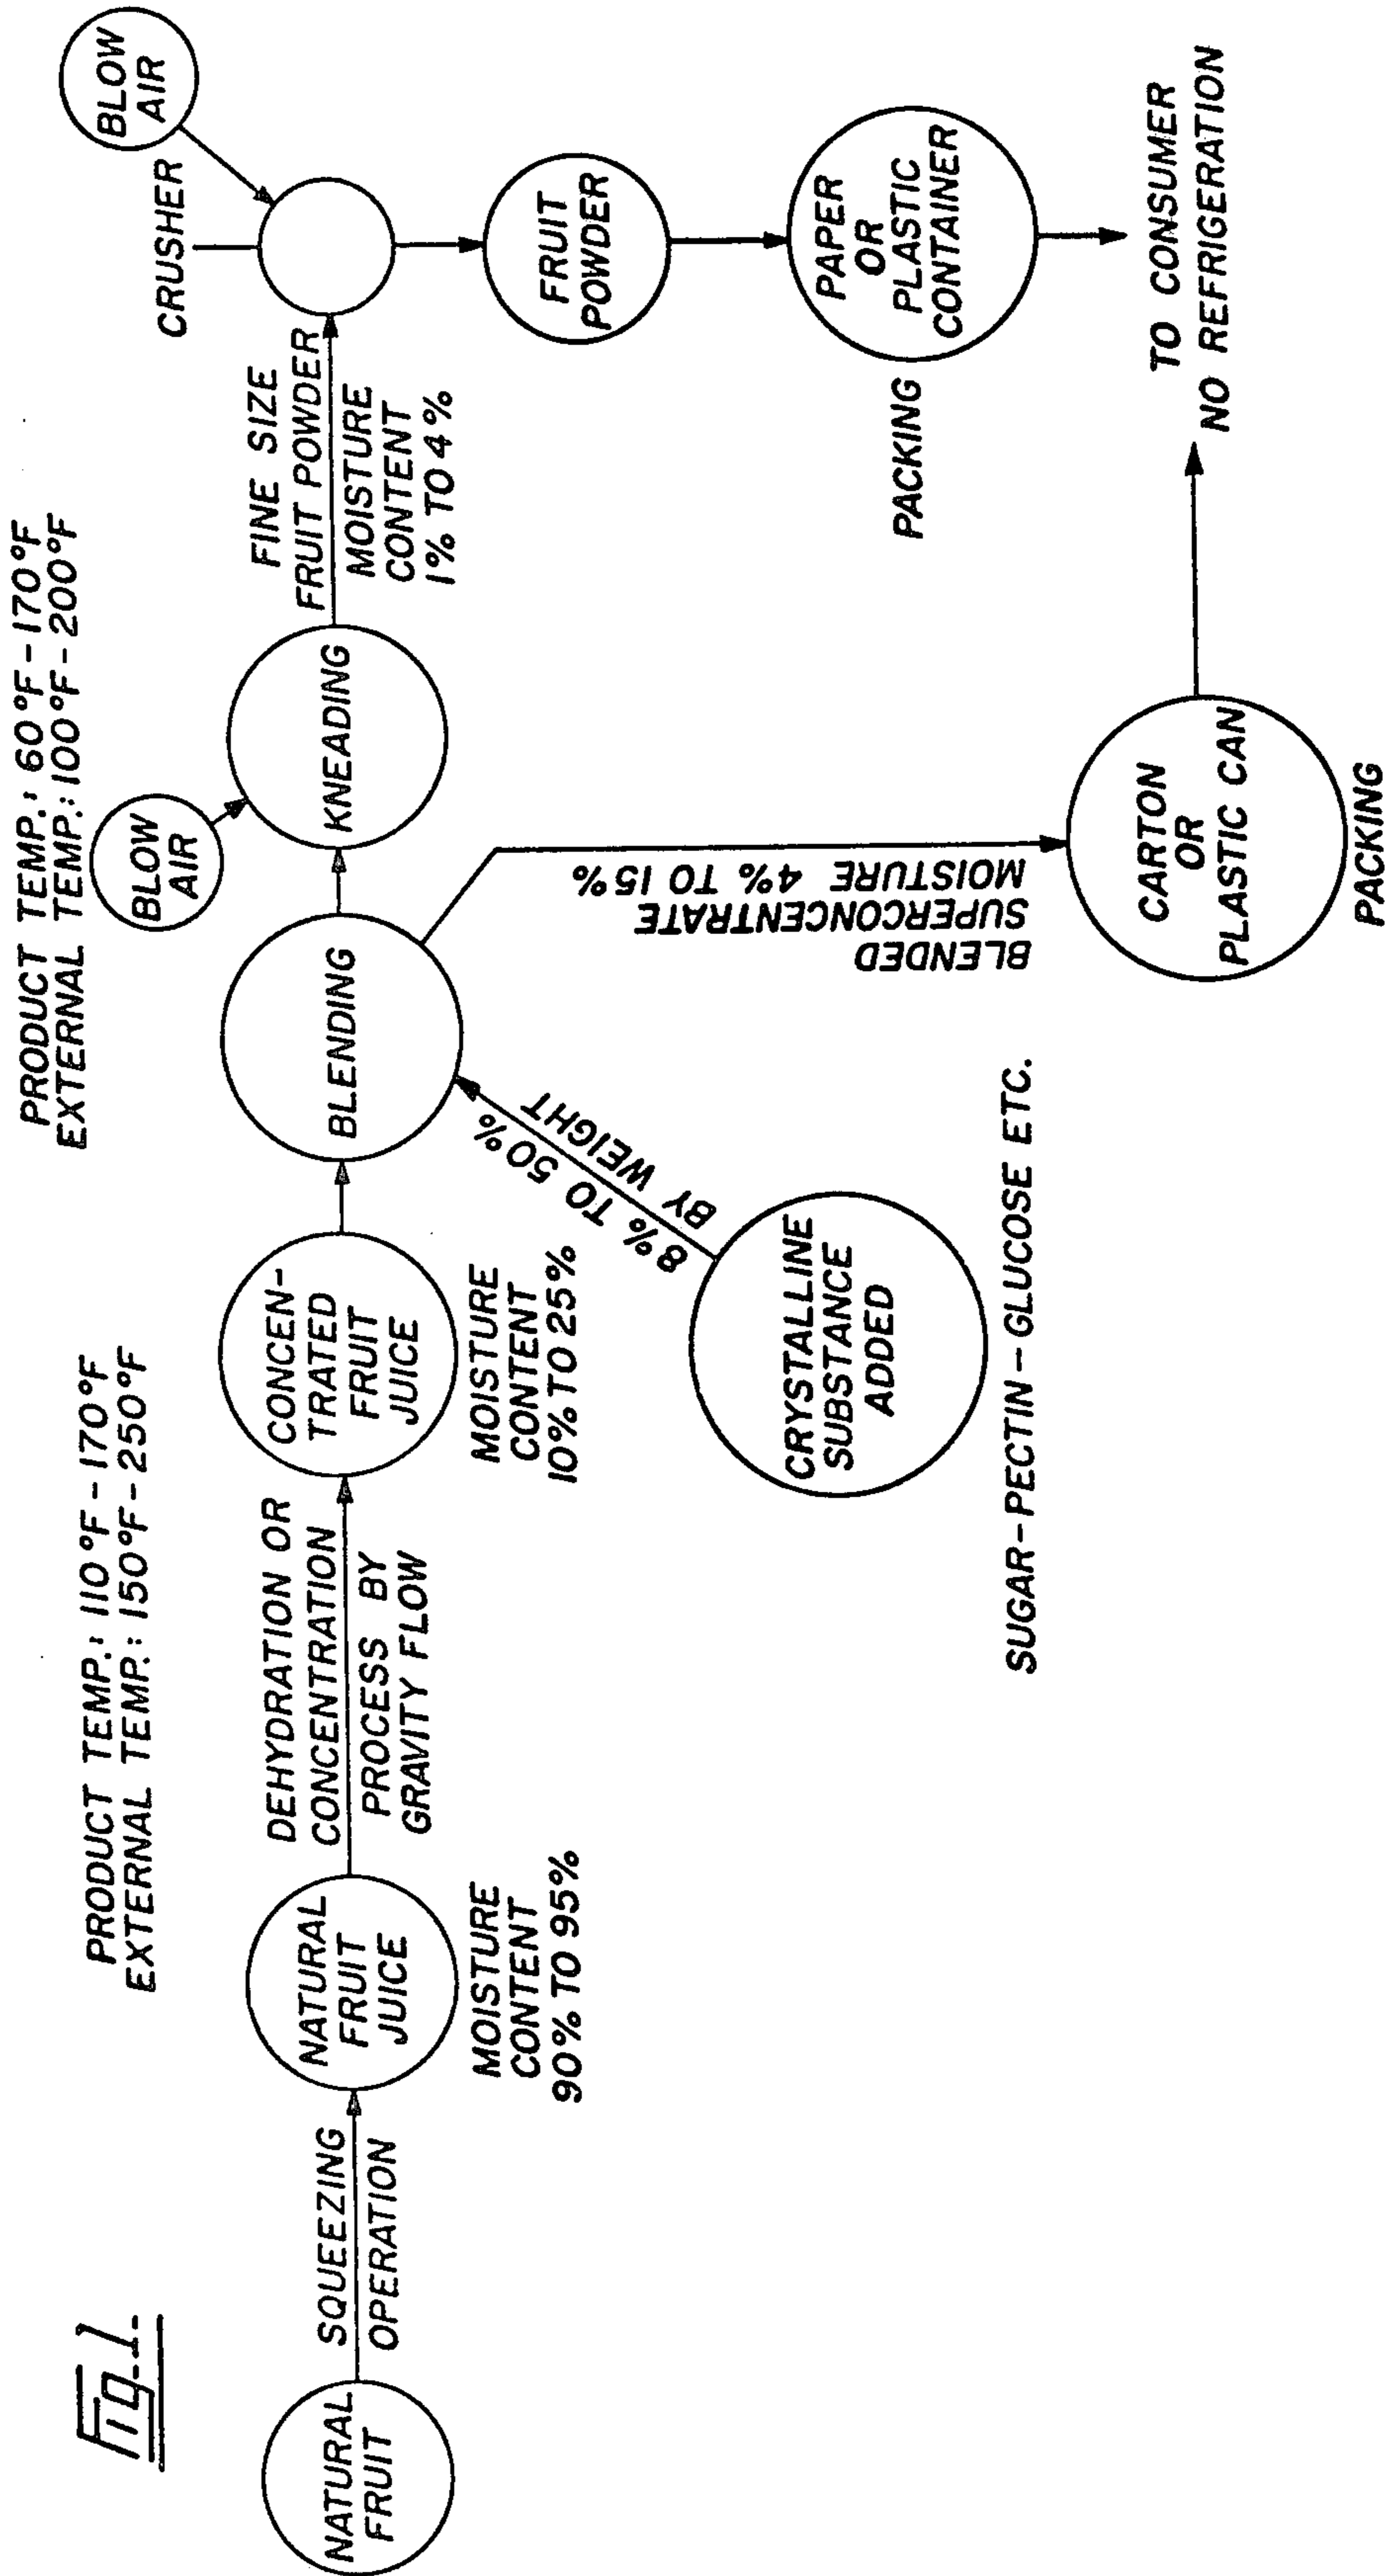 Fig.1.
NATURAL
FRUIT
SQUEEZING
OPERATION
NATURAL
FRUIT
JUICE
MOISTURE
CONTENT
90% TO 95%
PRODUCT TEMP.: 110°F-170°F
EXTERNAL TEMP.: 150°F-250°F
DEHYDRATION OR
CONCENTRATION
PROCESS BY
GRAVITY FLOW
CONCEN-
TRATED
FRUIT
JUICE
MOISTURE
CONTENT
10% TO 25%
CRYSTALLINE
SUBSTANCE
ADDED
SUGAR-PECTIN-GLUCOSE ETC.
8% TO 50%
BY WEIGHT
BLENDING
PRODUCT TEMP.: 60°F-170°F
EXTERNAL TEMP.: 100°F-200°F
BLOW
AIR
KNEADING
BLENDED
SUPERCONCENTRATE
MOISTURE 4% TO 15%
CARTON
OR
PLASTIC CAN
PACKING
FINE SIZE
FRUIT POWDER
MOISTURE
CONTENT
1% TO 4%
CRUSHER
BLOW
AIR
FRUIT
POWDER
PAPER
OR
PLASTIC
CONTAINER
PACKING
TO CONSUMER
NO REFRIGERATION